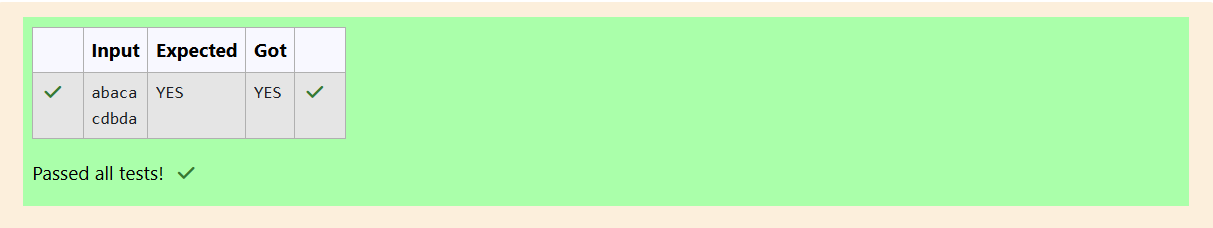 Input Expected Got
abaca YES YES
cdbda
Passed all tests!